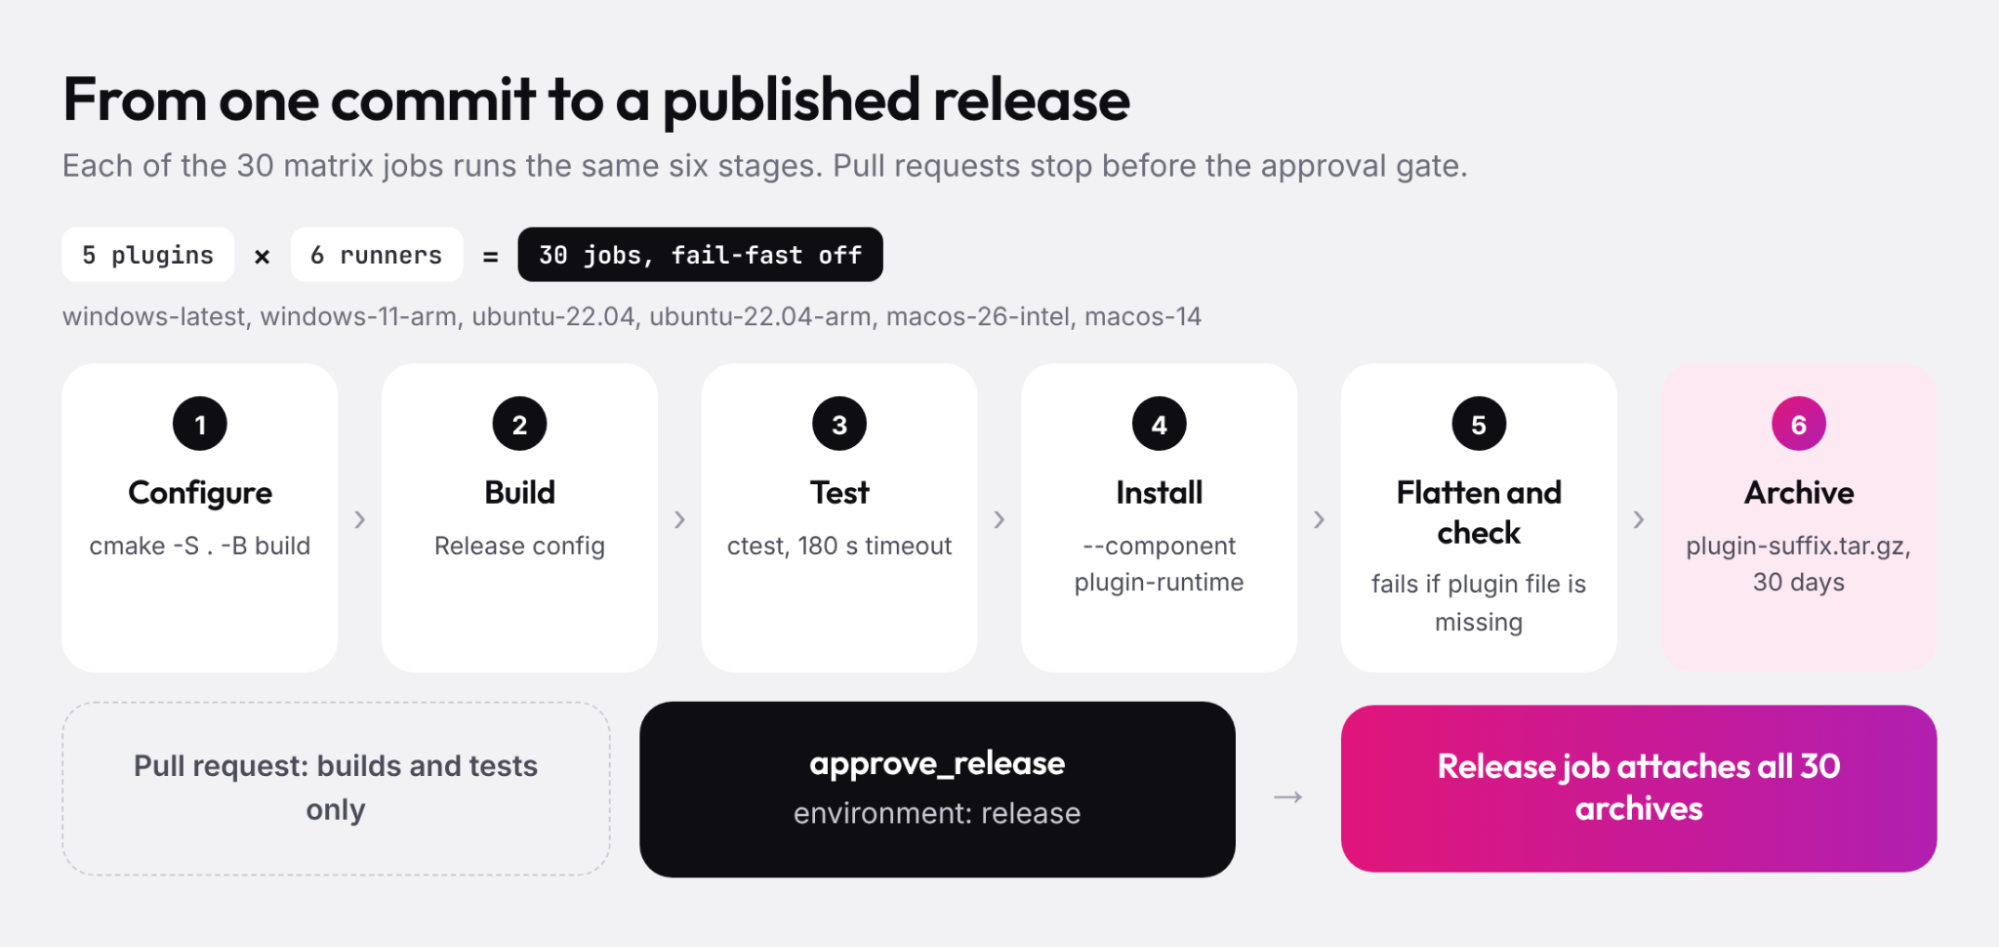 From one commit to a published release
Each of the 30 matrix jobs runs the same six stages. Pull requests stop before the approval gate.
5 plugins × 6 runners = 30 jobs, fail-fast off
windows-latest, windows-11-arm, ubuntu-22.04, ubuntu-22.04-arm, macos-26-intel, macos-14
1
Configure
cmake -S . -B build
›
2
Build
Release config
›
3
Test
ctest, 180 s timeout
›
4
Install
--component
plugin-runtime
›
5
Flatten and
check
fails if plugin file is
missing
›
6
Archive
plugin-suffix.tar.gz,
30 days
Pull request: builds and tests
only
approve_release
environment: release
→
Release job attaches all 30
archives